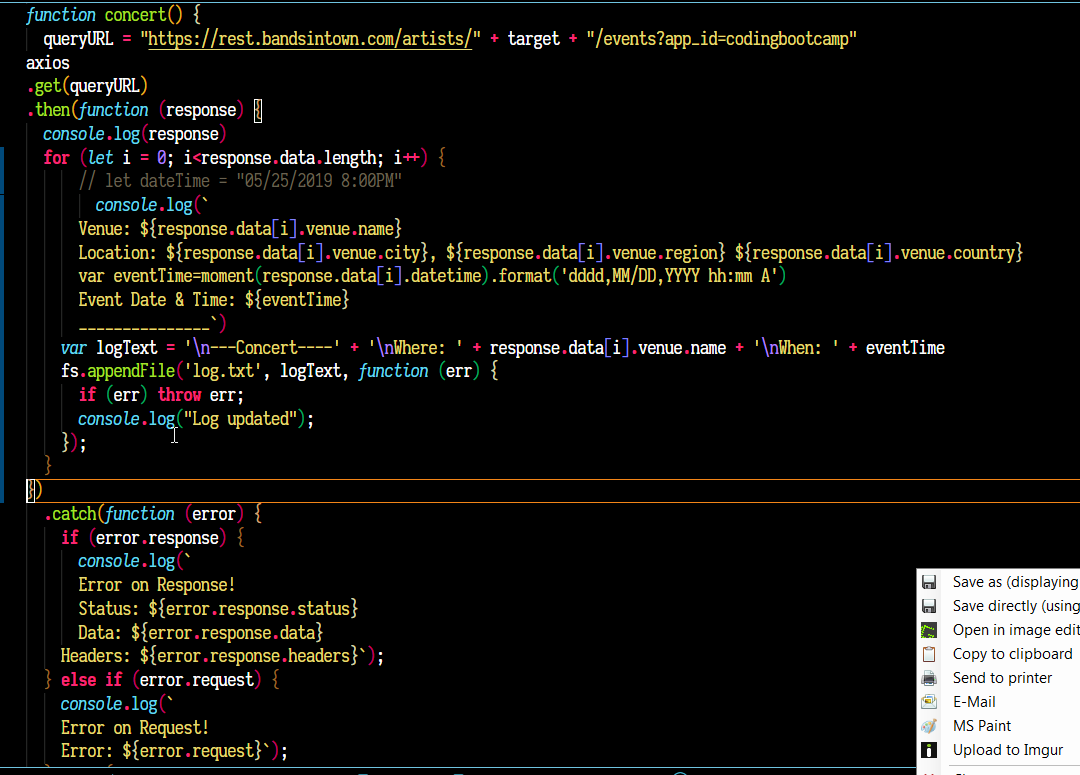 function concert() {
queryURL = "https://rest.bandsintown.com/artists/" + target + "/events?app_id=codingbootcamp"
axios
.get(queryURL)
.then(function (response) {
console.log(response)
for (let i = 0; i<response.data.length; i++) {
// let dateTime = "05/25/2019 8:00PM"
console.log(`
Venue: ${response.data[i].venue.name}
Location: ${response.data[i].venue.city}, ${response.data[i].venue.region} ${response.data[i].venue.country}
var eventTime=moment(response.data[i].datetime).format('dddd,MM/DD,YYYY hh:mm A')
Event Date & Time: ${eventTime}
_______________`)
var logText = '\n---Concert----' + '\nWhere: ' + response.data[i].venue.name + '\nWhen: ' + eventTime
fs.appendFile('log.txt', logText, function (err) {
if (err) throw err;
console.log("Log updated");
});
}
})
.catch(function (error) {
if (error.response) {
console.log(`
Error on Response!
Status: ${error.response.status}
Data: ${error.response.data}
Headers: ${error.response.headers}`);
} else if (error.request) {
console.log(`
Error on Request!
Error: ${error.request}`);
Save as (displaying
Save directly (using
Open in image edit
Copy to clipboard
Send to printer
E-Mail
MS Paint
Upload to Imgur